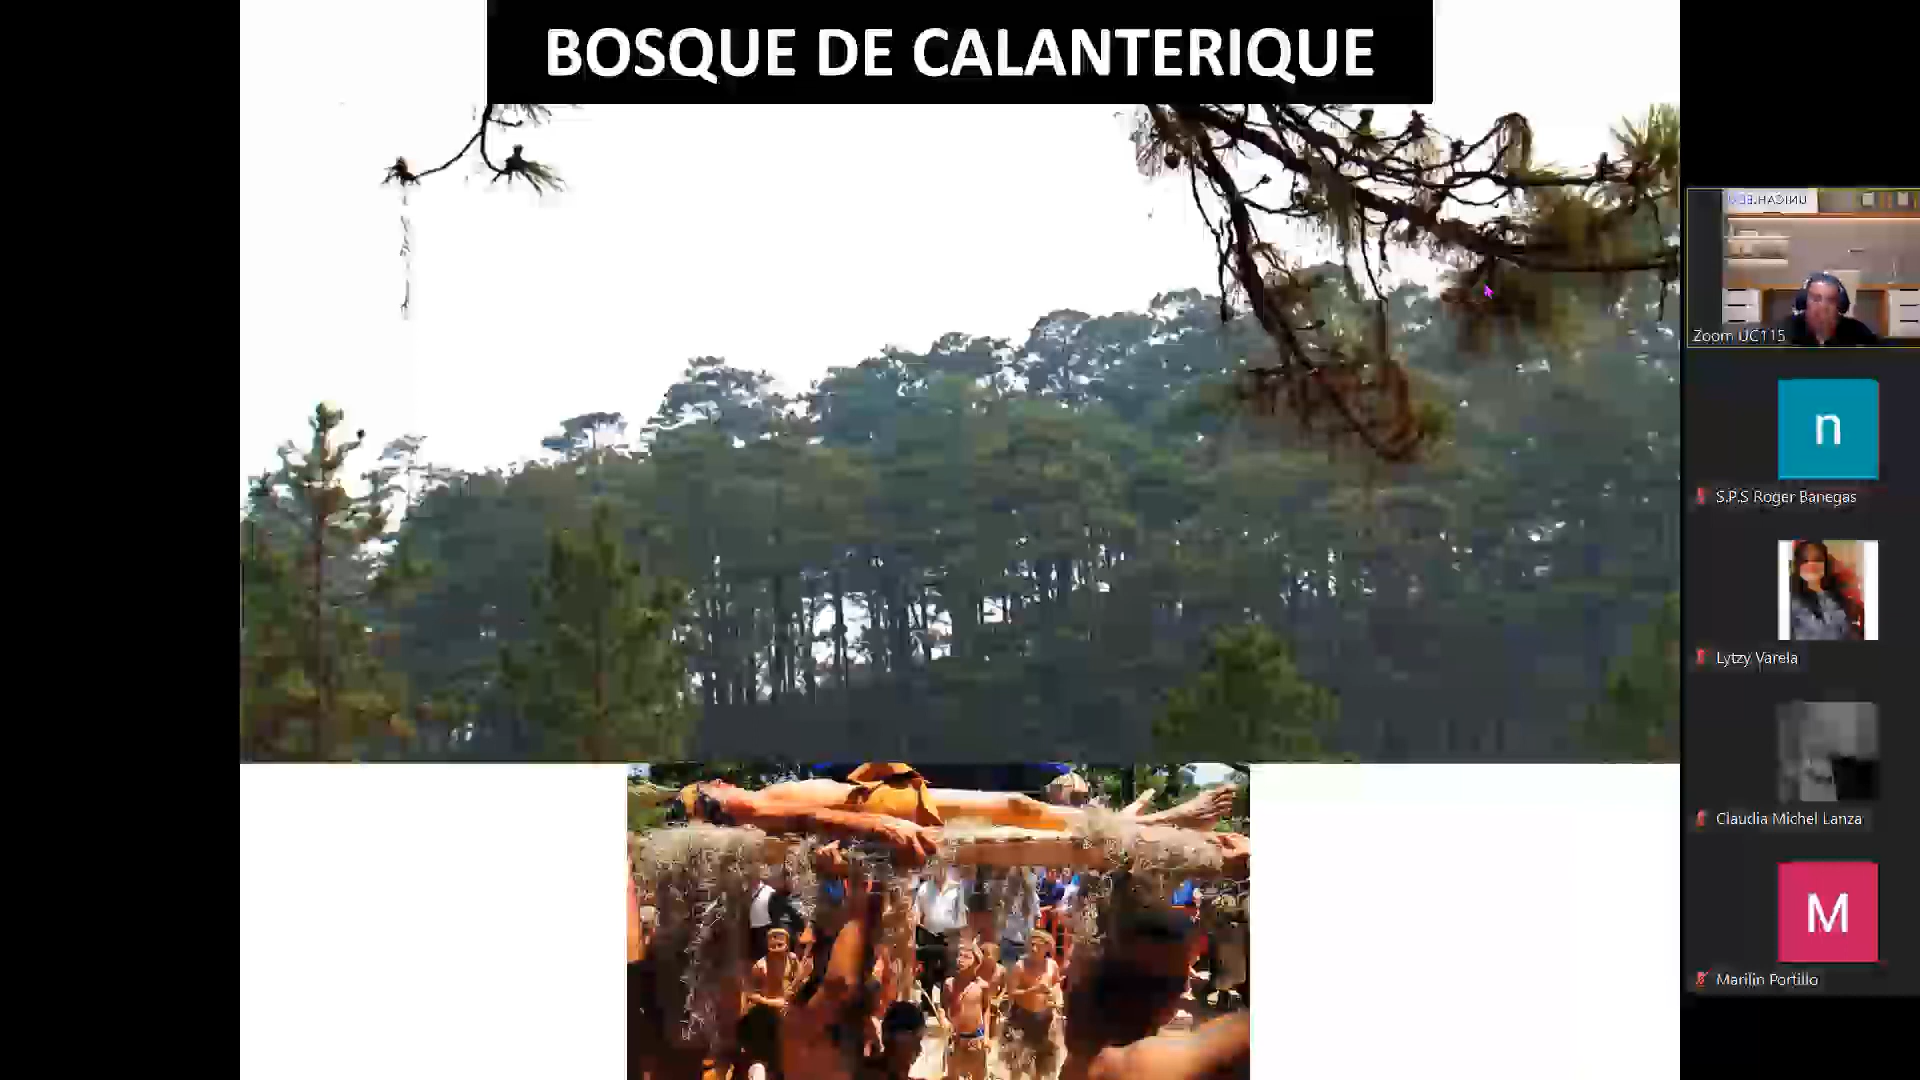 BOSQUE DE CALANTERIQUE
Zoom UC115
n
S.P.S Roger Banegas
Lytzy Varela
Claudia Michel Lanza
M
Marilin Portillo